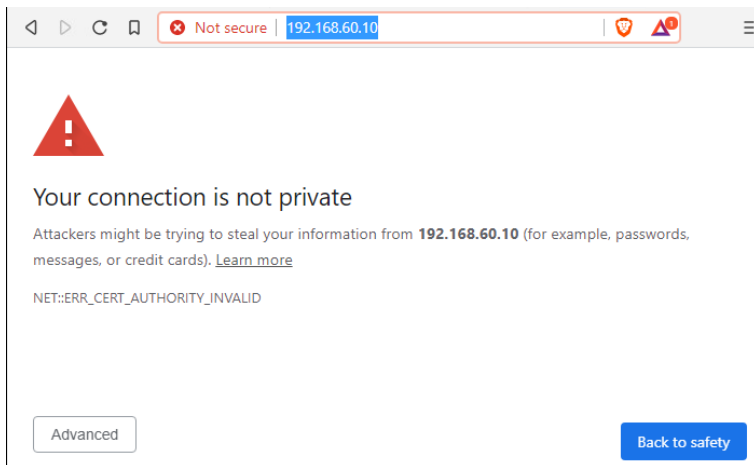 Not secure 192.168.60.10
Your connection is not private
Attackers might be trying to steal your information from 192.168.60.10 (for example, passwords,
messages, or credit cards). Learn more
NET::ERR_CERT_AUTHORITY_INVALID
Advanced
Back to safety